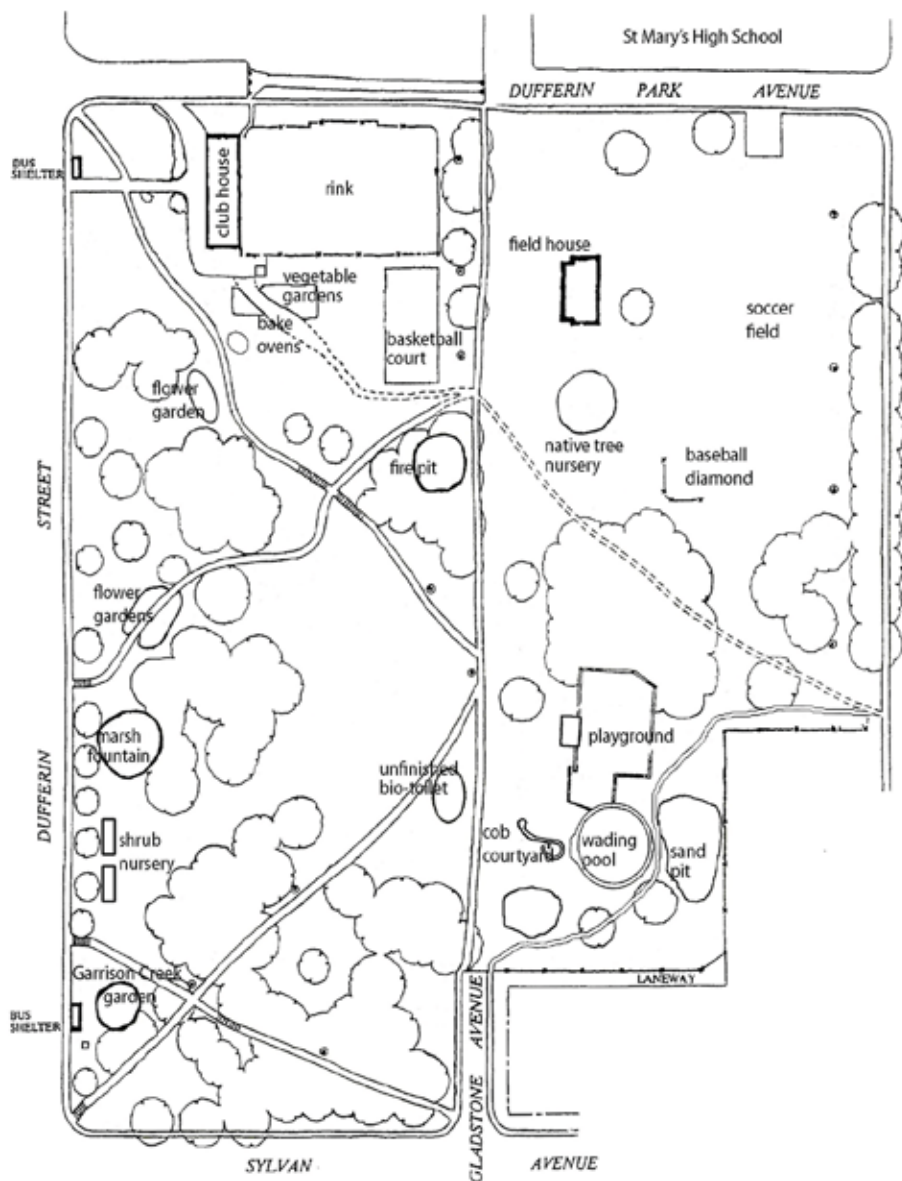 St Mary's High School
DUFFERIN PARK AVENUE
BUS
SHELTER
club house
rink
field house
vegetable
gardens
bake
ovens
basketball
court
soccer
field
flower
garden
native tree
nursery
baseball
diamond
fire pit
STREET
flower
gardens
marsh
fountain
playground
unfinished
bio-toilet
DUFFERIN
shrub
nursery
cob
courtyard
wading
pool
sand
pit
Garrison Creek
garden
LANEWAY
BUS
SHELTER
GLADSTONE AVENUE
SYLVAN AVENUE